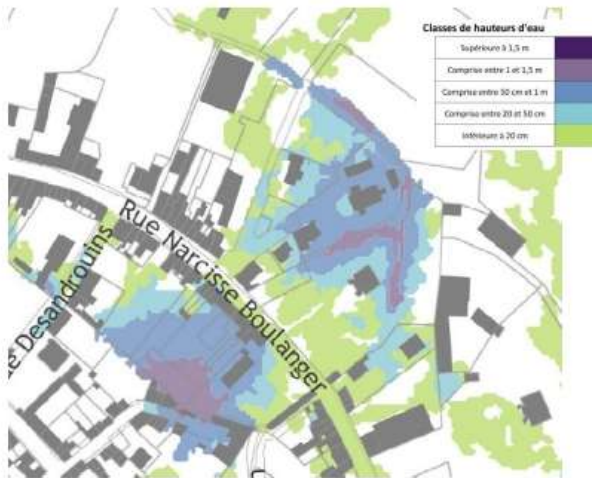 Classes de hauteurs d'eau
Supérieure à 1,5 m
Comprise entre 1 et 1,5 m
Comprise entre 50 cm et 1 m
Comprise entre 20 et 50 cm
Inférieure à 20 cm
Rue Narcisse Boulanger
Desandrouins